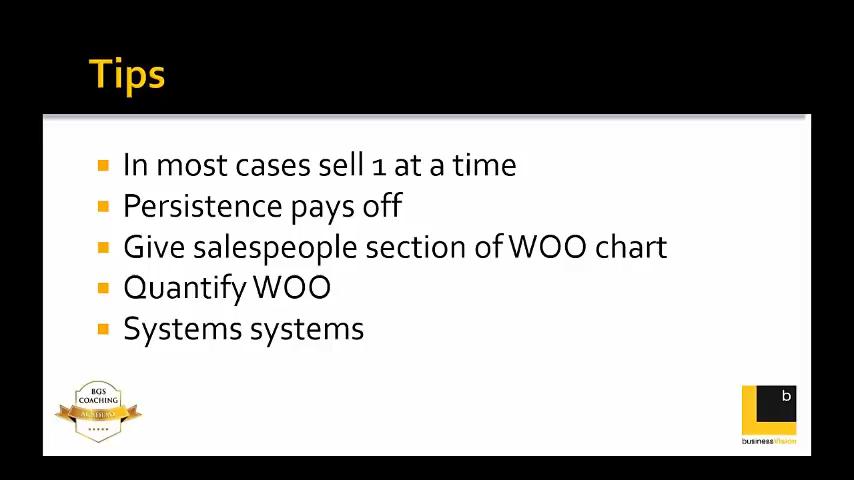 Tips
In most cases sell 1 at a time
Persistence pays off
Give salespeople section of WOO chart
Quantify WOO
Systems systems
BGS
COACHING
b
businessVision